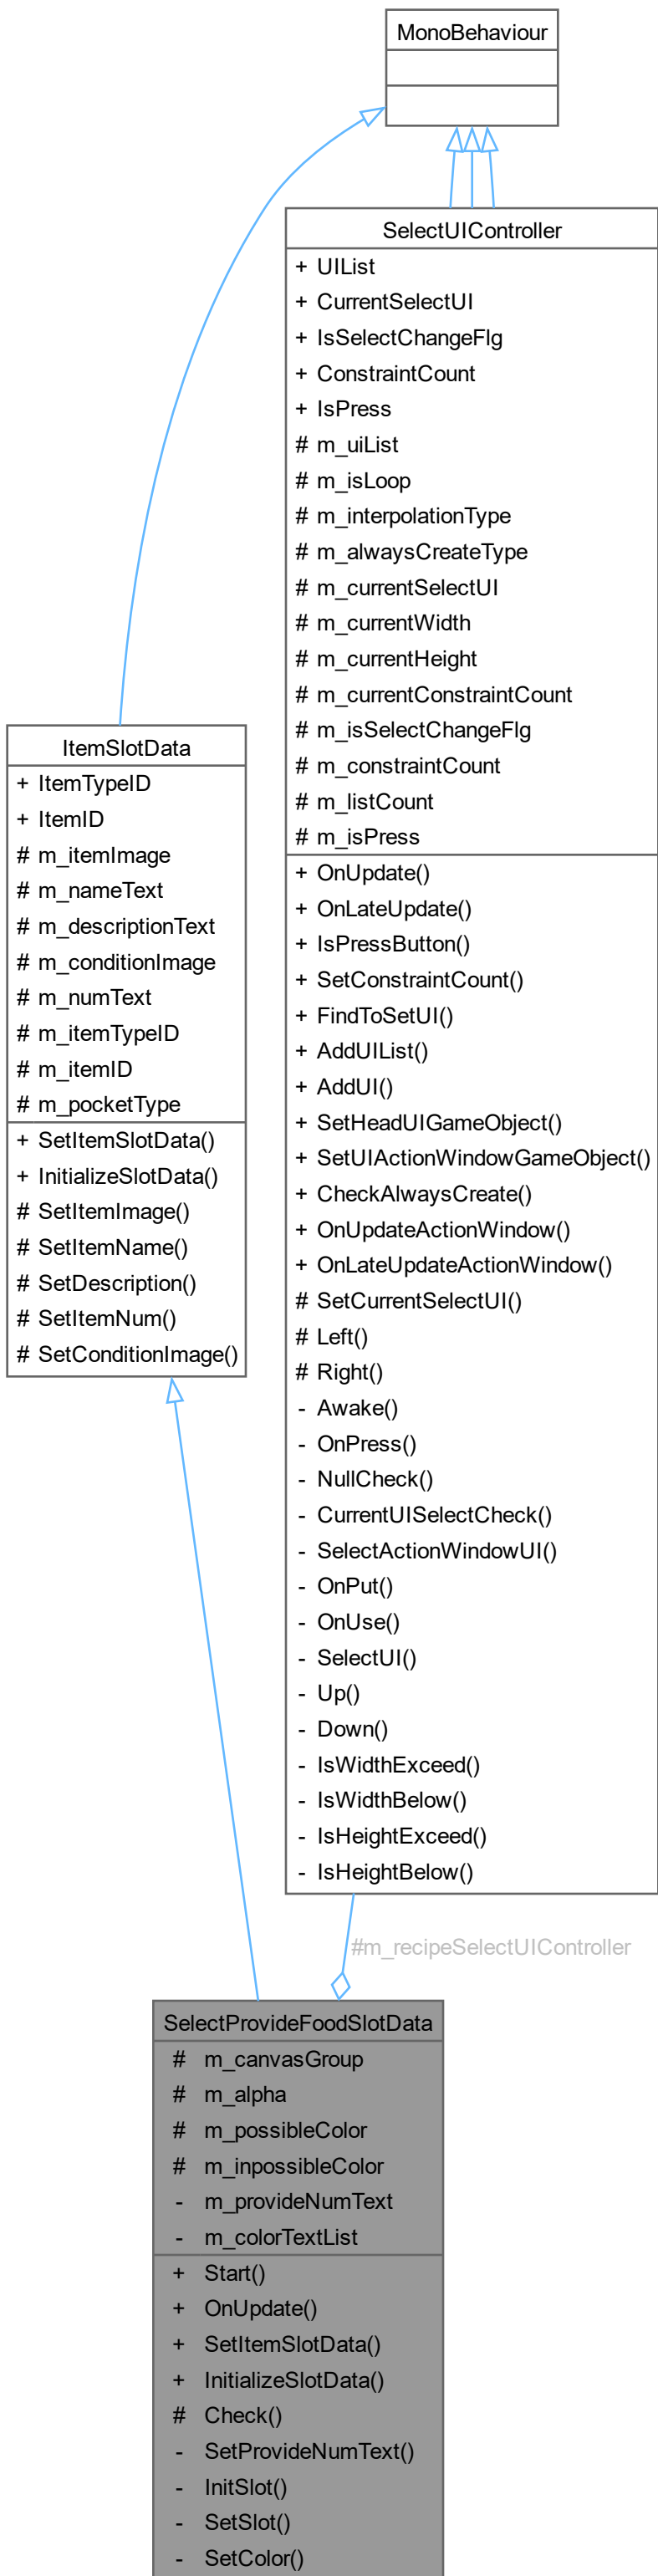 MonoBehaviour
SelectUIController
+ UIList
+ CurrentSelectUI
+ IsSelectChangeFlg
+ ConstraintCount
+ IsPress
# m_uiList
# m_isLoop
# m_interpolationType
# m_alwaysCreateType
# m_currentSelectUI
# m_currentWidth
# m_currentHeight
# m_currentConstraintCount
# m_isSelectChangeFlg
# m_constraintCount
# m_listCount
# m_isPress
+ OnUpdate()
+ OnLateUpdate()
+ IsPressButton()
+ SetConstraintCount()
+ FindToSetUI()
+ AddUIList()
+ AddUI()
+ SetHeadUIGameObject()
+ SetUIActionWindowGameObject()
+ CheckAlwaysCreate()
+ OnUpdateActionWindow()
+ OnLateUpdateActionWindow()
# SetCurrentSelectUI()
# Left()
# Right()
- Awake()
- OnPress()
- NullCheck()
- CurrentUISelectCheck()
- SelectActionWindowUI()
- OnPut()
- OnUse()
- SelectUI()
- Up()
- Down()
- IsWidthExceed()
- IsWidthBelow()
- IsHeightExceed()
- IsHeightBelow()
ItemSlotData
+ ItemTypeID
+ ItemID
# m_itemImage
# m_nameText
# m_descriptionText
# m_conditionImage
# m_numText
# m_itemTypeID
# m_itemID
# m_pocketType
+ SetItemSlotData()
+ InitializeSlotData()
# SetItemImage()
# SetItemName()
# SetDescription()
# SetItemNum()
# SetConditionImage()
#m_recipeSelectUIController
SelectProvideFoodSlotData
# m_canvasGroup
# m_alpha
# m_possibleColor
# m_inpossibleColor
- m_provideNumText
- m_colorTextList
+ Start()
+ OnUpdate()
+ SetItemSlotData()
+ InitializeSlotData()
# Check()
- SetProvideNumText()
- InitSlot()
- SetSlot()
- SetColor()